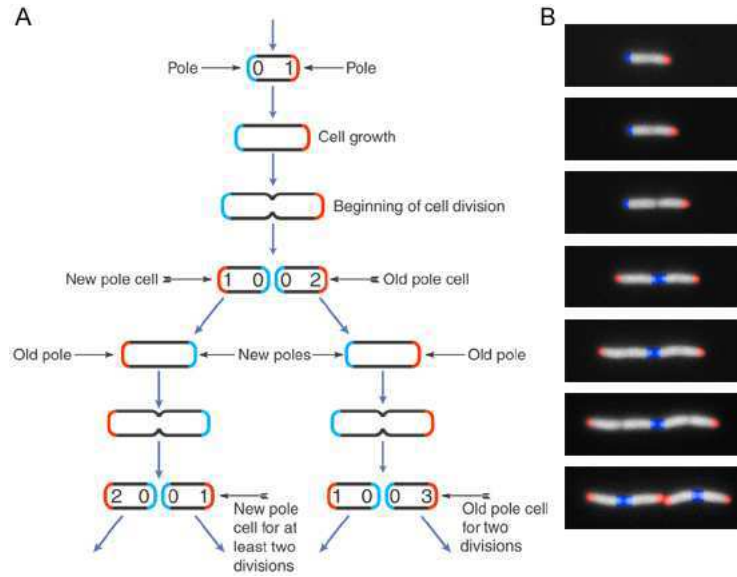 A
B
Pole
0 1
Pole
Cell growth
Beginning of cell division
New pole cell
1 0 0 2
Old pole cell
Old pole
New poles
Old pole
2 0 0 1
1 0 0 3
New pole
cell for at
least two
divisions
Old pole cell
for two
divisions